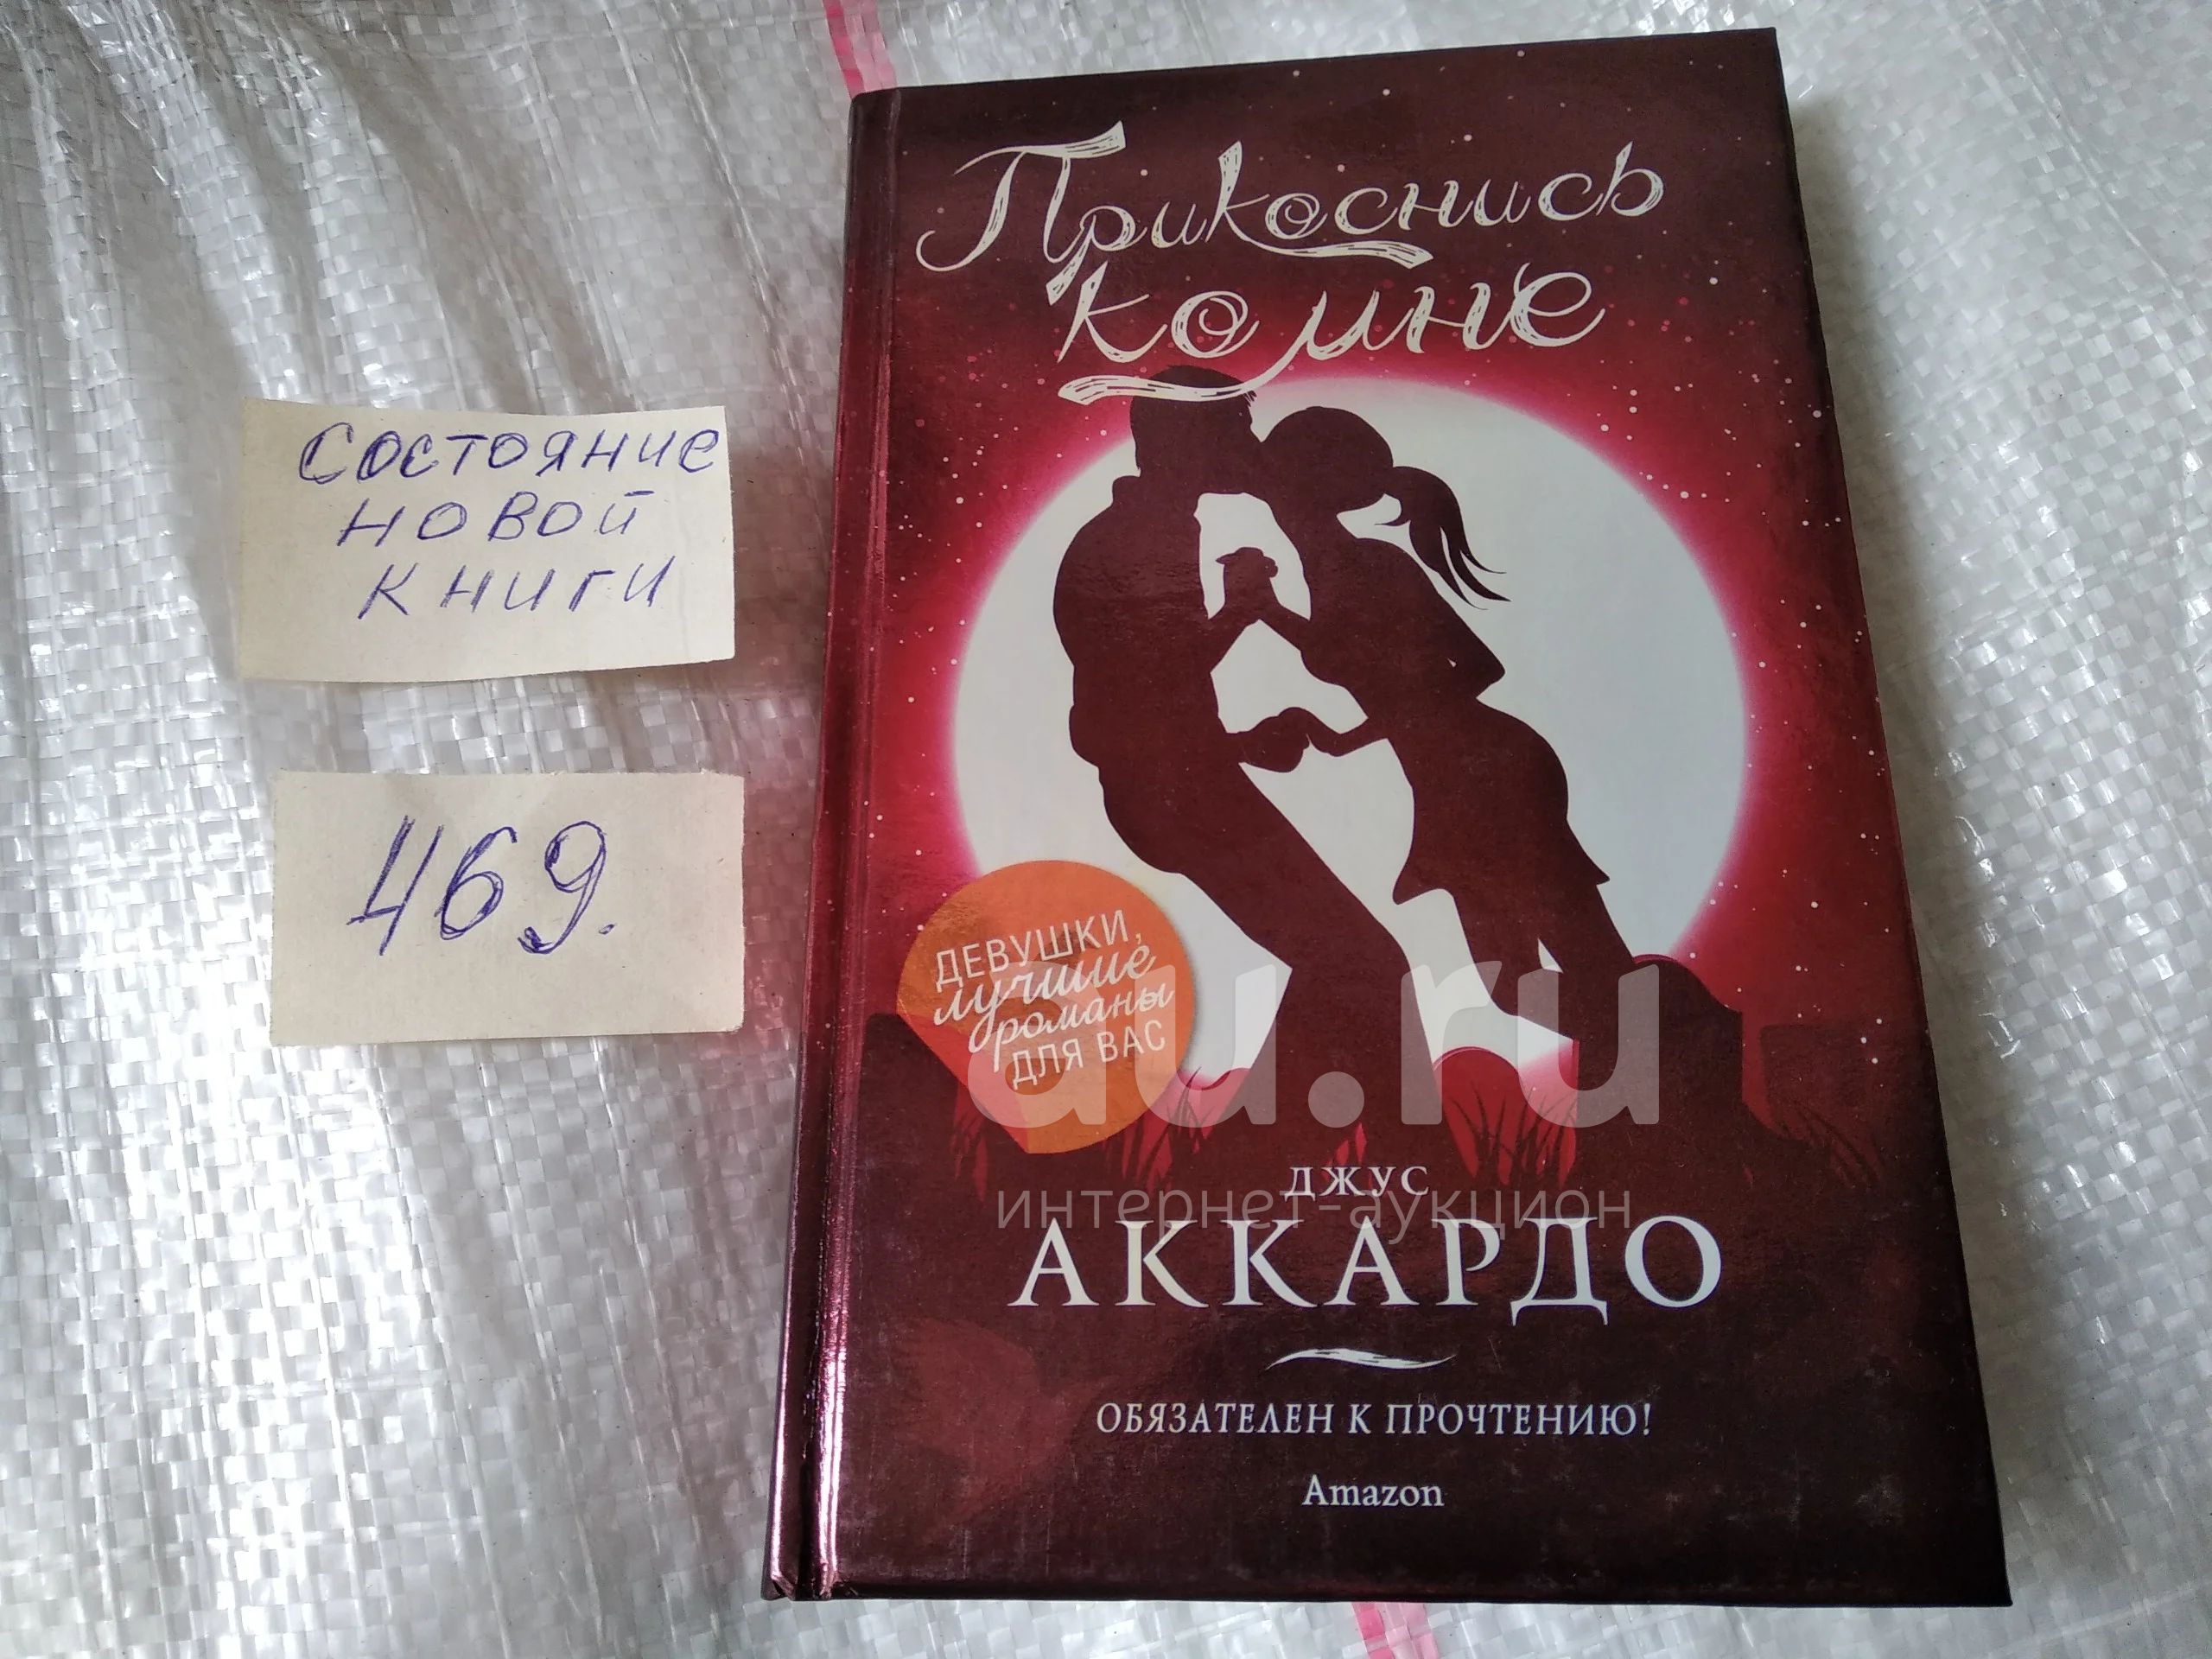 Прикоснись
ко мне
Состояние
новой
книги
469.
ДЕВУШКИ,
лучшие
романы
ДЛЯ ВАС
au.ru
интернет-аукцион
ДЖУС
АККАРДО
ОБЯЗАТЕЛЕН К ПРОЧТЕНИЮ!
Amazon